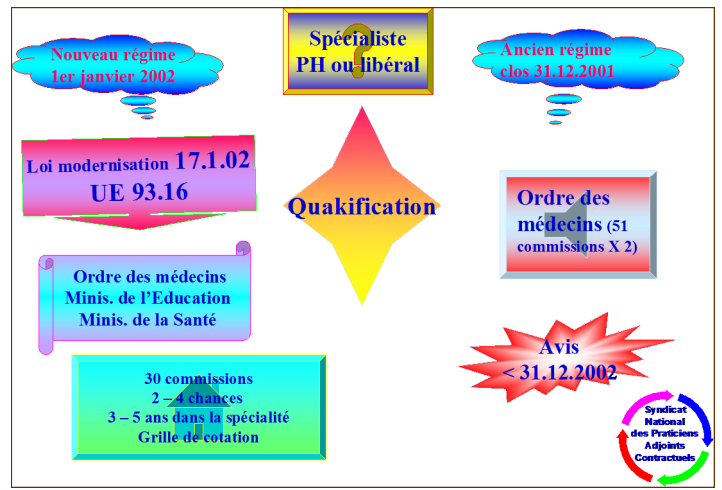 Spécialiste
PH ou libéral
Nouveau régime
1er janvier 2002
Ancien régime
clos 31.12.2001
Loi modernisation 17.1.02
UE 93.16
Quakification
Ordre des
médecins (51
commissions X 2)
Ordre des médecins
Minis. de l’Education
Minis. de la Santé
Avis
< 31.12.2002
30 commissions
2 – 4 chances
3 – 5 ans dans la spécialité
Grille de cotation
Syndicat
National
des Praticiens
Adjoints
Contractuels